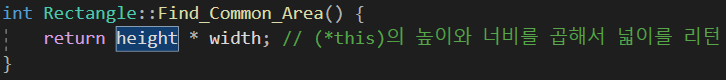 int Rectangle::Find_Common_Area() {
return height * width; // (*this)의 높이와 너비를 곱해서 넓이를 리턴
}